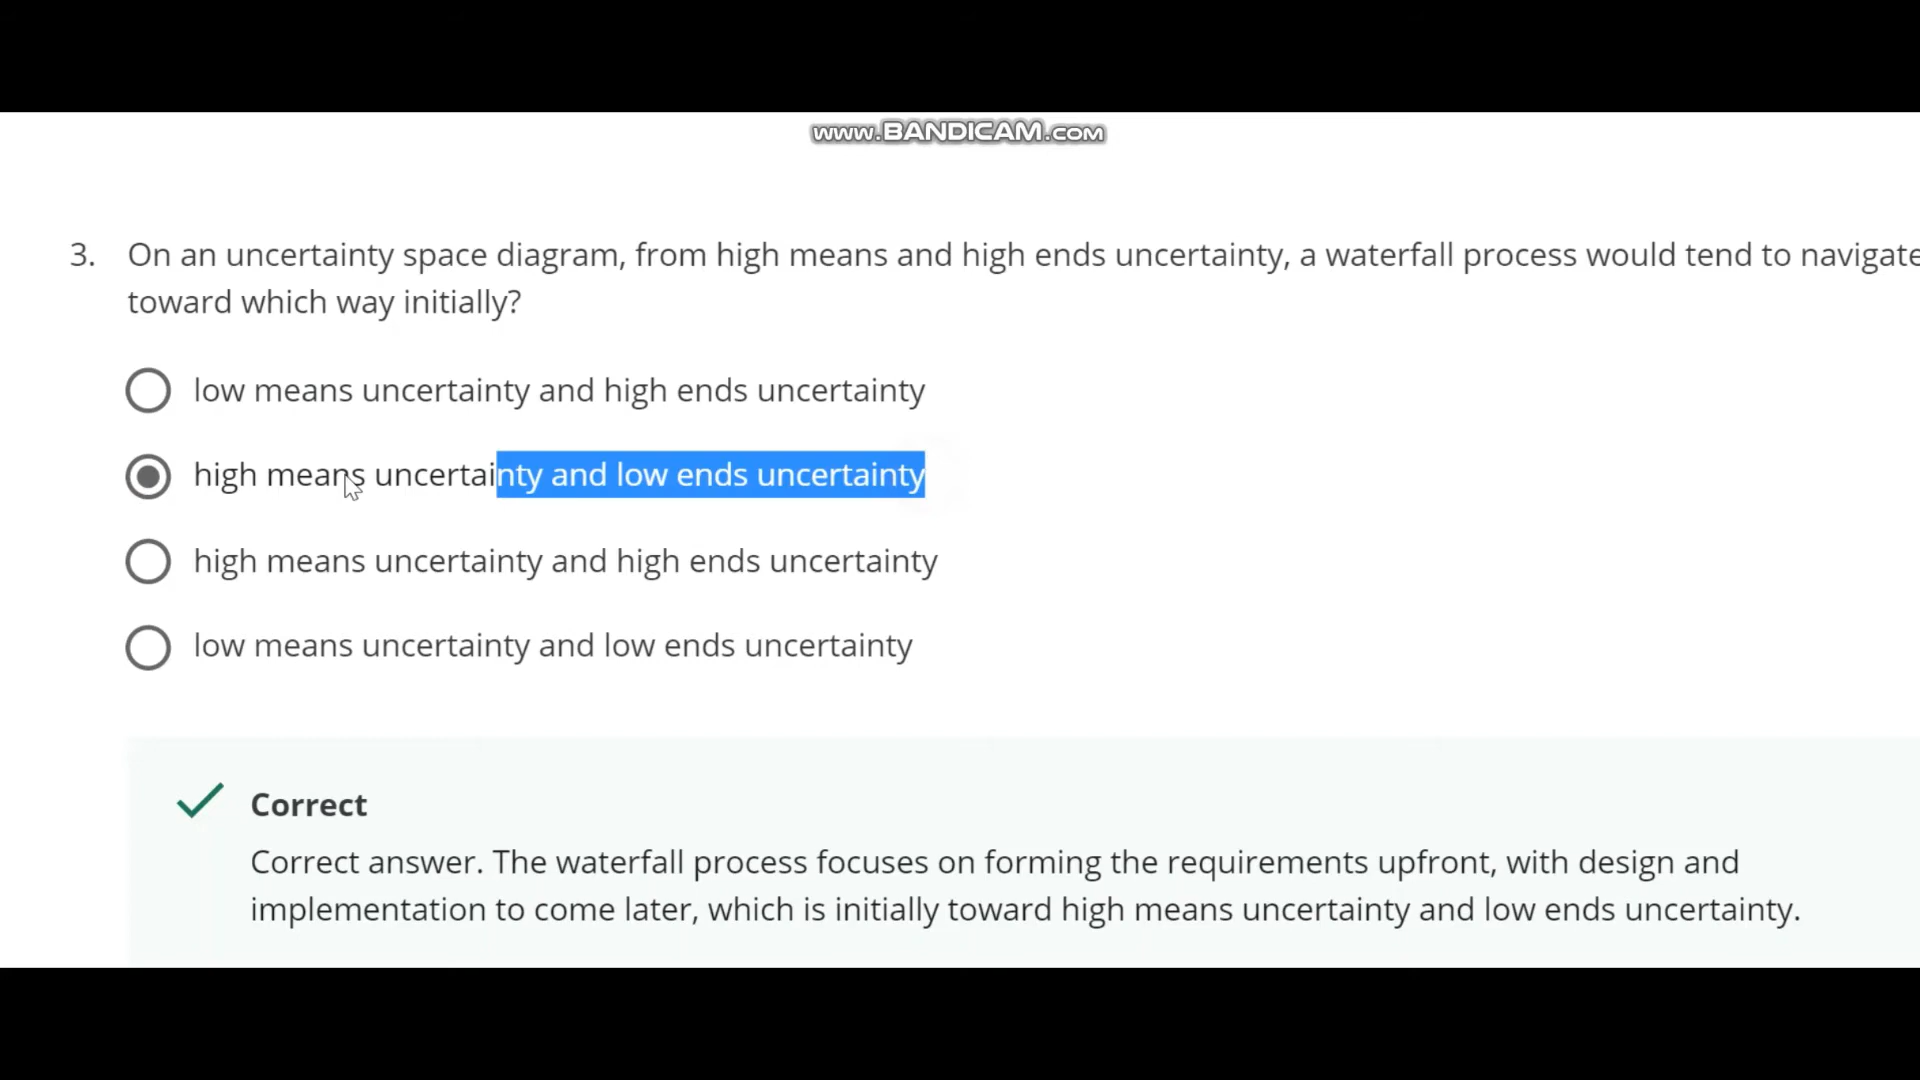 www.BANDICAM.com
3. On an uncertainty space diagram, from high means and high ends uncertainty, a waterfall process would tend to navigate
toward which way initially?
low means uncertainty and high ends uncertainty
high means uncertainty and low ends uncertainty
high means uncertainty and high ends uncertainty
low means uncertainty and low ends uncertainty
Correct
Correct answer. The waterfall process focuses on forming the requirements upfront, with design and
implementation to come later, which is initially toward high means uncertainty and low ends uncertainty.